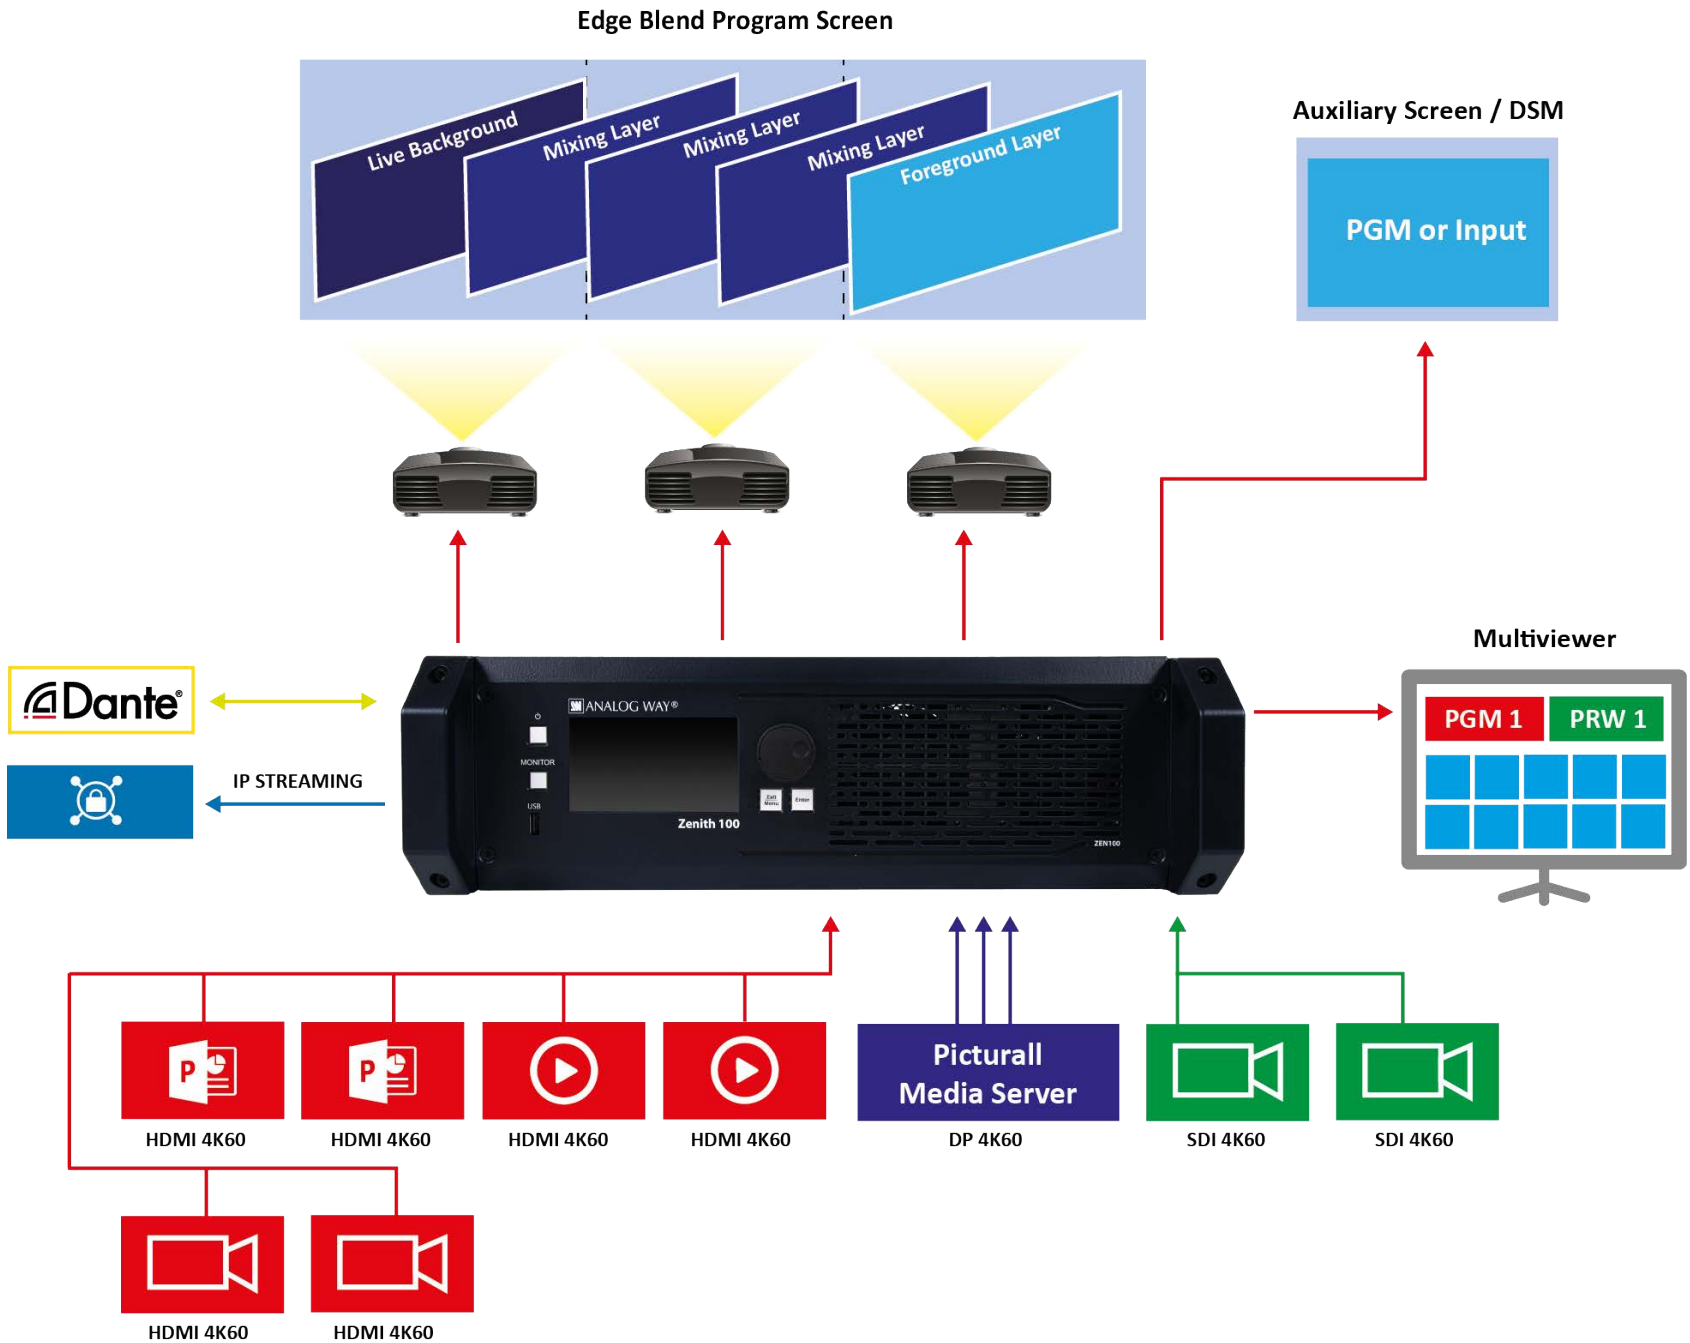 Edge Blend Program Screen
Live Background
Mixing Layer
Mixing Layer
Mixing Layer
Foreground Layer
Auxiliary Screen / DSM
PGM or Input
Dante®
IP STREAMING
ANALOG WAY®
MONITOR
USB
Exit
Menu
Enter
Zenith 100
ZEN100
Multiviewer
PGM 1
PRW 1
P
P
Picturall
Media Server
HDMI 4K60
HDMI 4K60
HDMI 4K60
HDMI 4K60
DP 4K60
SDI 4K60
SDI 4K60
HDMI 4K60
HDMI 4K60